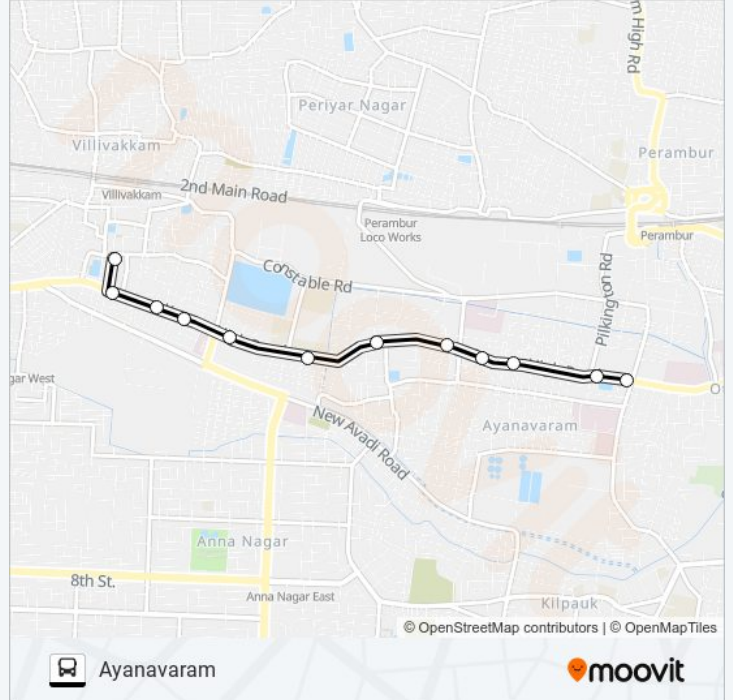 m High Rd
Periyar Nagar
Villivakkam
Perambur
2nd Main Road
Villivakkam
Perambur
Loco Works
Perambur
Constable Rd
Pilkington Rd
gar West
O
New Avadi Road
Ayanavaram
Anna Nagar
8th St.
Anna Nagar East
Kilpauk
© OpenStreetMap contributors | © OpenMapTiles
Ayanavaram
moovit